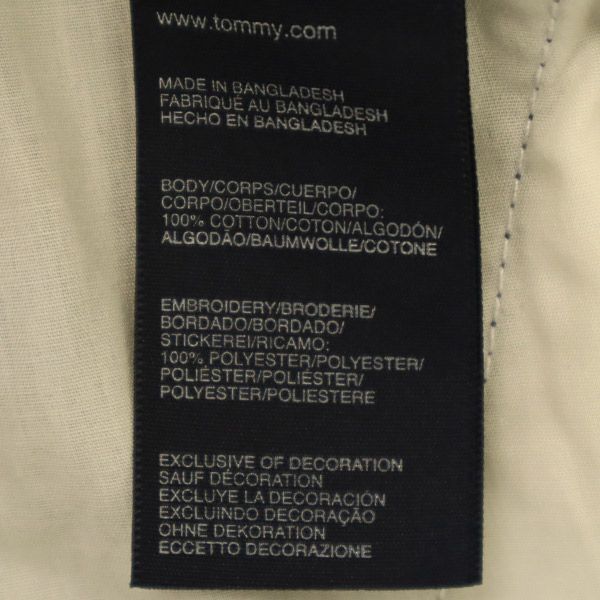 www.tommy.com
MADE IN BANGLADESH
FABRIQUÉ AU BANGLADESH
HECHO EN BANGLADESH
BODY/CORPS/CUERPO/
CORPO/OBERTEIL/CORPO:
100% COTTON/COTON/ALGODÓN/
ALGODÃO/BAUMWOLLE/COTONE
EMBROIDERY/BRODERIE/
BORDADO/BORDADO/
STICKEREI/RICAMO:
100% POLYESTER/POLYESTER/
POLIÉSTER/POLIÉSTER/
POLYESTER/POLIESTERE
EXCLUSIVE OF DECORATION
SAUF DÉCORATION
EXCLUYE LA DECORACIÓN
EXCLUINDO DECORAÇÃO
OHNE DEKORATION
ECCETTO DECORAZIONE